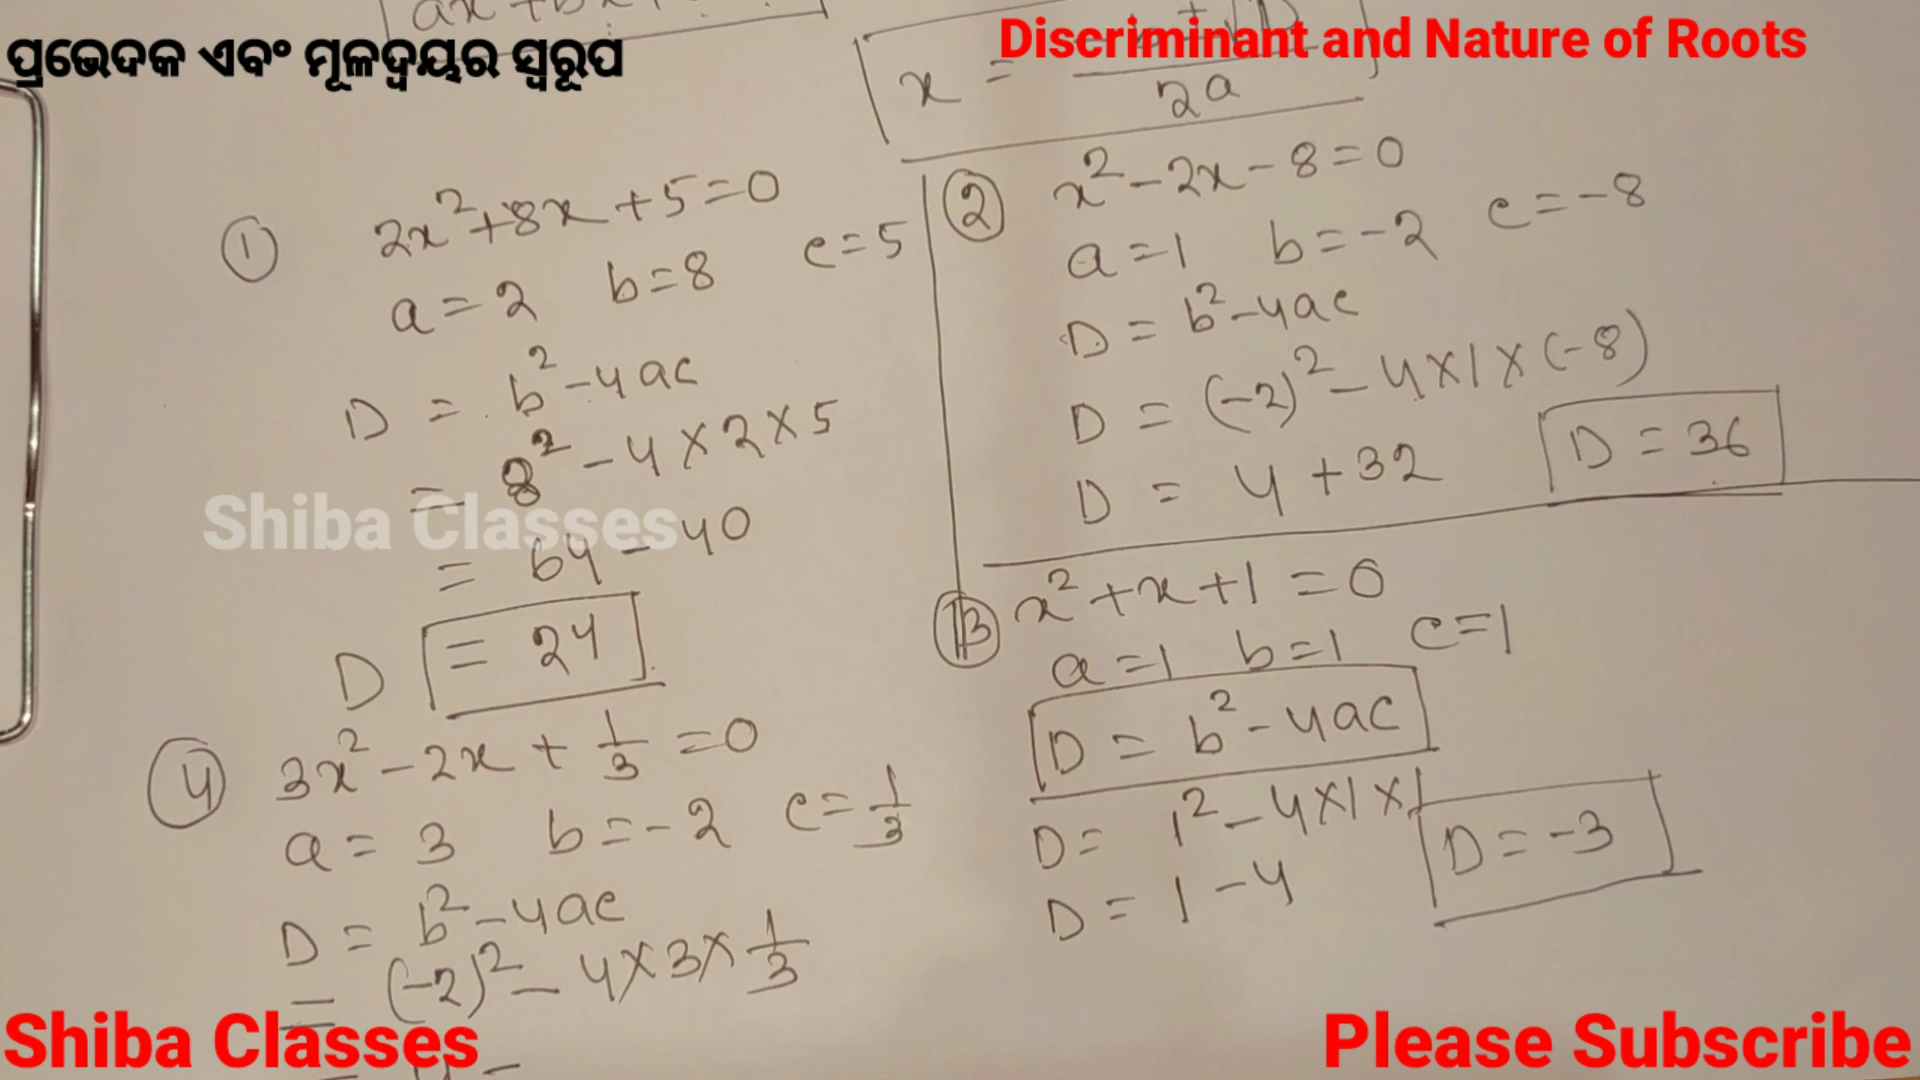 ପ୍ରଭେଦକ ଏବଂ ମୂଳଦ୍ୱୟର ସ୍ୱରୂପ
Discriminant and Nature of Roots
x =
2a
① 2x²+8x+5=0
a=2 b=8 c=5
D = b²-4ac
= 8²-4×2×5
= 64-40
D = 24
② x²-2x-8=0
a=1 b=-2 c=-8
D = b²-4ac
D = (-2)²-4×1×(-8)
D = 4+32
D = 36
③ x²+x+1=0
a=1 b=1 c=1
D = b²-4ac
D = 1²-4×1×1
D = 1-4
D = -3
④ 3x²-2x+1/3=0
a=3 b=-2 c=1/3
D = b²-4ac
= (-2)²-4×3×1/3
Shiba Classes
Shiba Classes
Please Subscribe